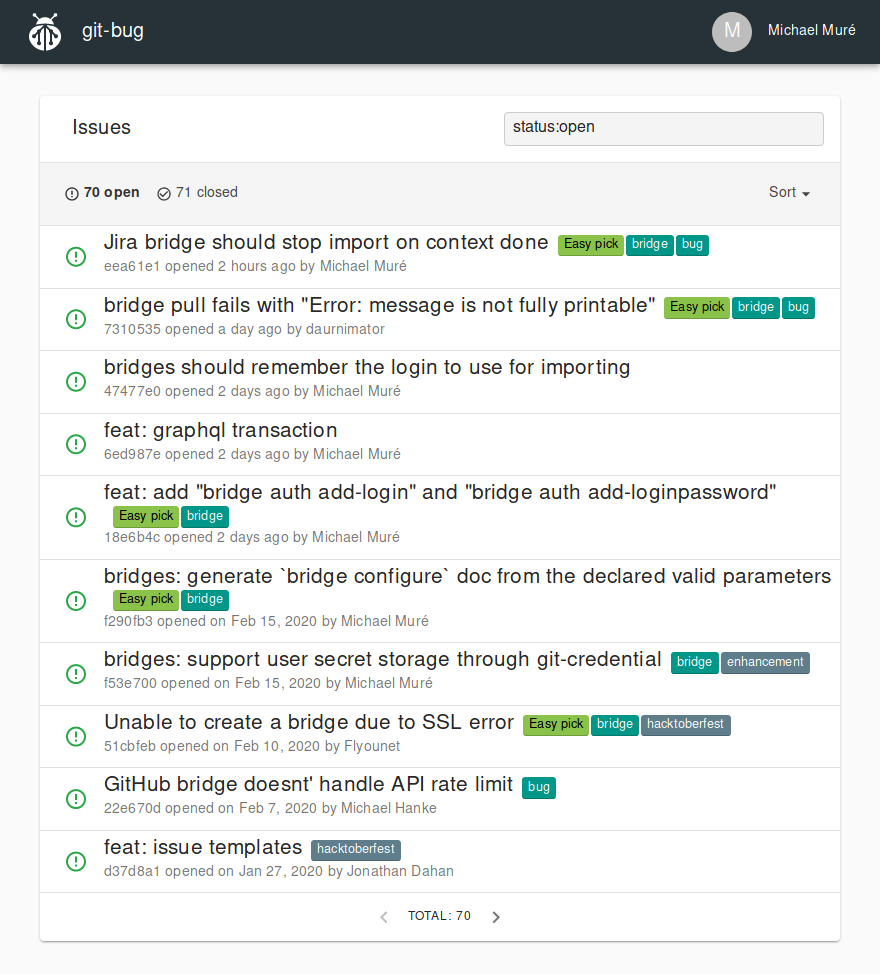 git-bug
M
Michael Muré
Issues
status:open
70 open 71 closed
Sort
Jira bridge should stop import on context done Easy pick bridge bug
eea61e1 opened 2 hours ago by Michael Muré
bridge pull fails with "Error: message is not fully printable" Easy pick bridge bug
7310535 opened a day ago by daurnimator
bridges should remember the login to use for importing
47477e0 opened 2 days ago by Michael Muré
feat: graphql transaction
6ed987e opened 2 days ago by Michael Muré
feat: add "bridge auth add-login" and "bridge auth add-loginpassword"
Easy pick bridge
18e6b4c opened 2 days ago by Michael Muré
bridges: generate `bridge configure` doc from the declared valid parameters
Easy pick bridge
f290fb3 opened on Feb 15, 2020 by Michael Muré
bridges: support user secret storage through git-credential bridge enhancement
f53e700 opened on Feb 15, 2020 by Michael Muré
Unable to create a bridge due to SSL error Easy pick bridge hacktoberfest
51cbfeb opened on Feb 10, 2020 by Flyounet
GitHub bridge doesnt' handle API rate limit bug
22e670d opened on Feb 7, 2020 by Michael Hanke
feat: issue templates hacktoberfest
d37d8a1 opened on Jan 27, 2020 by Jonathan Dahan
TOTAL: 70